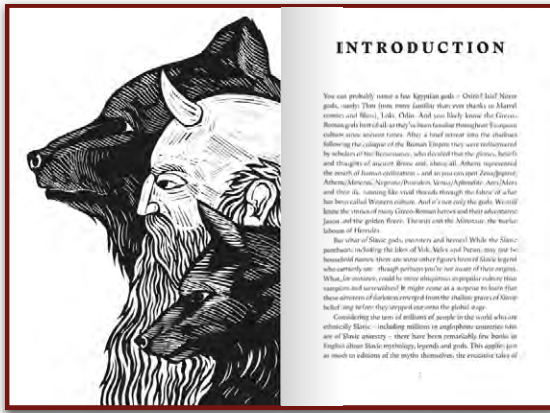 INTRODUCTION
You can probably name a few Egyptian gods – Osiris? Isis? Norse
gods, surely: Thor (now more familiar than ever thanks to Marvel
comics and films), Loki, Odin. And you likely know the Greco-
Roman gods best of all, as they've been familiar throughout European
culture since ancient times. After a brief retreat into the shadows
following the collapse of the Roman Empire they were rediscovered
by scholars of the Renaissance, who decided that the places, beliefs
and thoughts of ancient Rome and, above all, Athens represented
the zenith of human civilization – and so you can spot Zeus/Jupiter,
Athena/Minerva, Neptune/Poseidon, Venus/Aphrodite, Ares/Mars
and their ilk, running like vivid threads through the fabric of what
has been called Western culture. And it's not only the gods. We still
know the stories of many Greco-Roman heroes and their adventures:
Jason and the golden fleece, Theseus and the Minotaur, the twelve
labours of Hercules.
But what of Slavic gods, monsters and heroes? While the Slavic
pantheon, including the likes of Volos, and Perun, may not be
household names, there are some other figures born of Slavic legend
who certainly are – though perhaps you're not aware of their origins.
What, for instance, could be more ubiquitous in popular culture than
vampires and werewolves? It might come as a surprise to learn that
these avatars of darkness emerged from the shallow graves of Slavic
belief long before they stepped out onto the global stage.
Considering the tens of millions of people in the world who are
ethnically Slavic – including millions in anglophone countries who
are of Slavic ancestry – there have been remarkably few books in
English about Slavic mythology, legends and gods. This applies just
as much to editions of the myths themselves, the evocative tales of